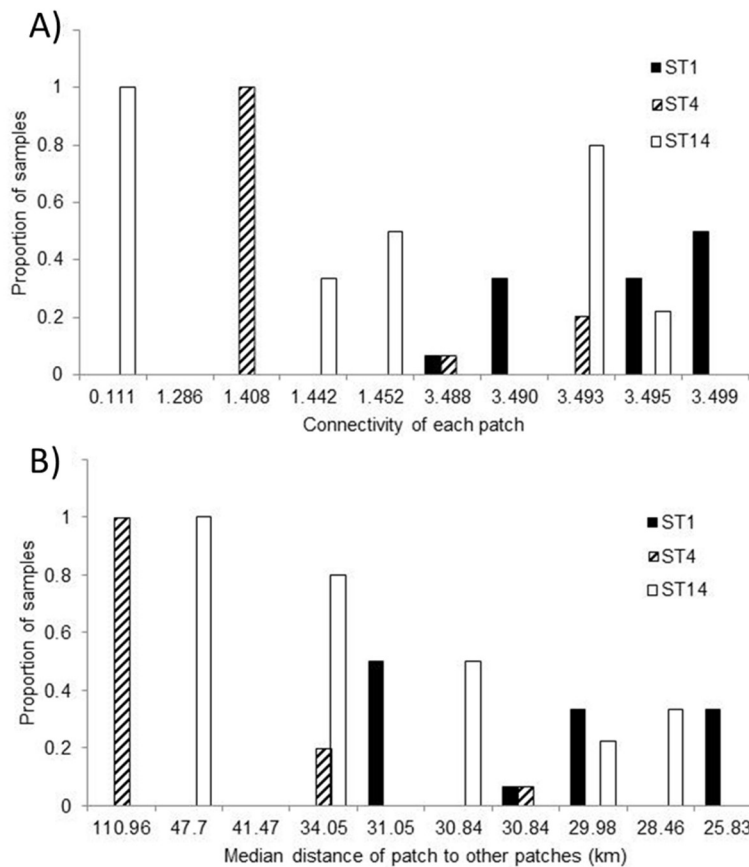 A)
Proportion of samples
1
0.8
0.6
0.4
0.2
0
ST1
ST4
ST14
0.111 1.286 1.408 1.442 1.452 3.488 3.490 3.493 3.495 3.499
Connectivity of each patch
B)
Proportion of samples
1
0.8
0.6
0.4
0.2
0
ST1
ST4
ST14
110.96 47.7 41.47 34.05 31.05 30.84 30.84 29.98 28.46 25.83
Median distance of patch to other patches (km)